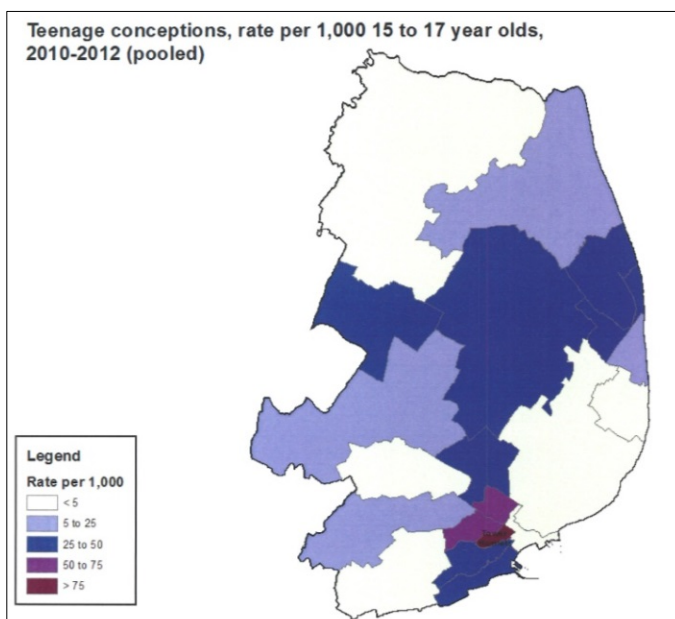 Teenage conceptions, rate per 1,000 15 to 17 year olds,
2010-2012 (pooled)
Legend
Rate per 1,000
< 5
5 to 25
25 to 50
50 to 75
> 75